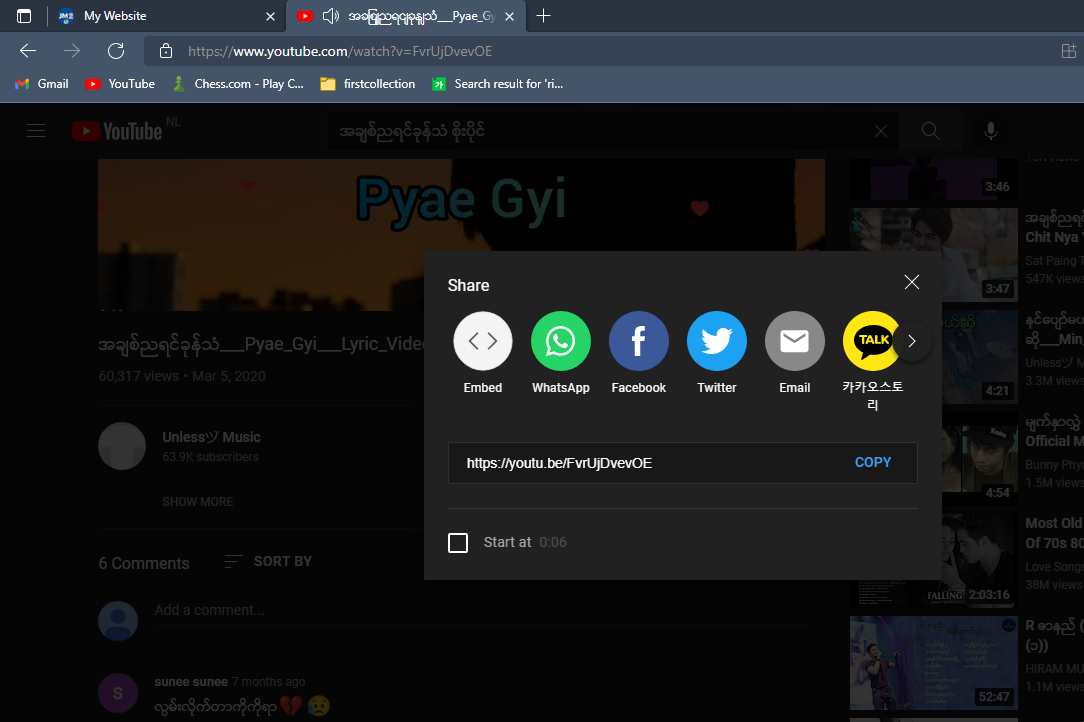 My Website
အချစ်ညရင်ခုန်သံ___Pyae_Gy
https://www.youtube.com/watch?v=FvrUjDvevOE
Gmail
YouTube
Chess.com - Play C...
firstcollection
Search result for 'ri...
YouTube NL
အချစ်ညရင်ခုန်သံ စိုးပိုင်
Pyae Gyi
3:46
အချစ်ညရင်
Chit Nya
Sat Paing T
547K views
3:47
Share
Embed
WhatsApp
Facebook
Twitter
Email
TALK
카카오스토
리
https://youtu.be/FvrUjDvevOE
COPY
Start at 0:06
အချစ်ညရင်ခုန်သံ___Pyae_Gyi___Lyric_Vide
60,317 views • Mar 5, 2020
Unlessヅ Music
63.9K subscribers
SHOW MORE
6 Comments
SORT BY
Add a comment...
S
sunee sunee 7 months ago
လွမ်းလိုက်တာကိုကိုရာ💔 😥
နင်ပျော်မယ
ဆို___Min_
Unlessヅ M
3.3M views
4:21
မျက်နှာလွှဲ
Official M
Bunny Phyo
1.5M views
4:54
Most Old
Of 70s 80
Love Songs
38M views
FALLING
2:03:16
R ဇာနည် (
(၁))
HIRAM MU
1.1M views
52:47